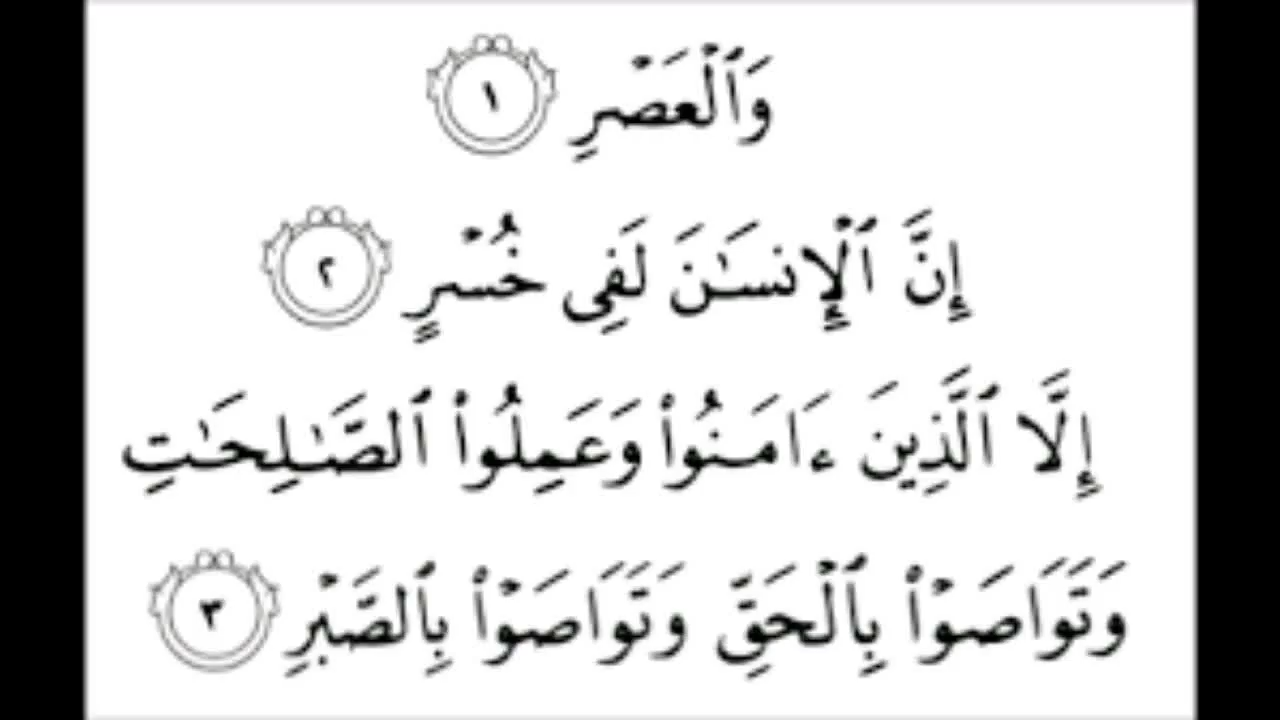 وَٱلْعَصْرِ ١
إِنَّ ٱلْإِنسَـٰنَ لَفِى خُسْرٍ ٢
إِلَّا ٱلَّذِينَ ءَامَنُوا۟ وَعَمِلُوا۟ ٱلصَّـٰلِحَـٰتِ
وَتَوَاصَوْا۟ بِٱلْحَقِّ وَتَوَاصَوْا۟ بِٱلصَّبْرِ ٣